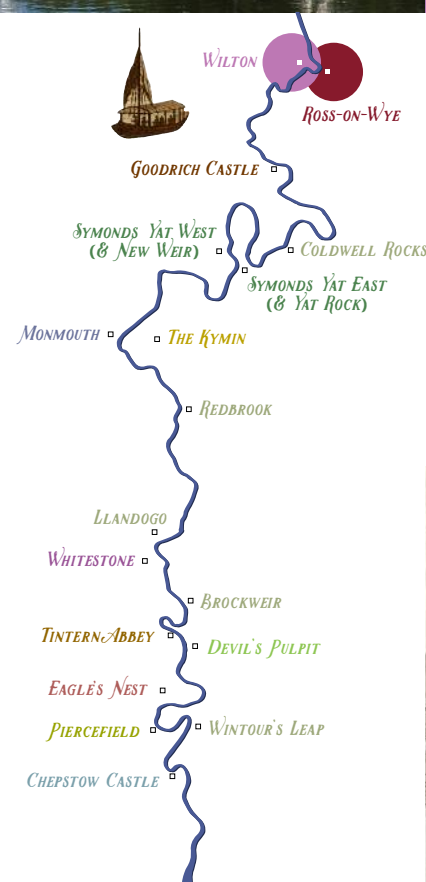 Wilton
Ross-on-Wye
Goodrich Castle
Symonds Yat West
(& New Weir)
Coldwell Rocks
Symonds Yat East
(& Yat Rock)
Monmouth
The Kymin
Redbrook
Llandogo
Whitestone
Brockweir
Tintern Abbey
Devil's Pulpit
Eagle's Nest
Piercefield
Wintour's Leap
Chepstow Castle